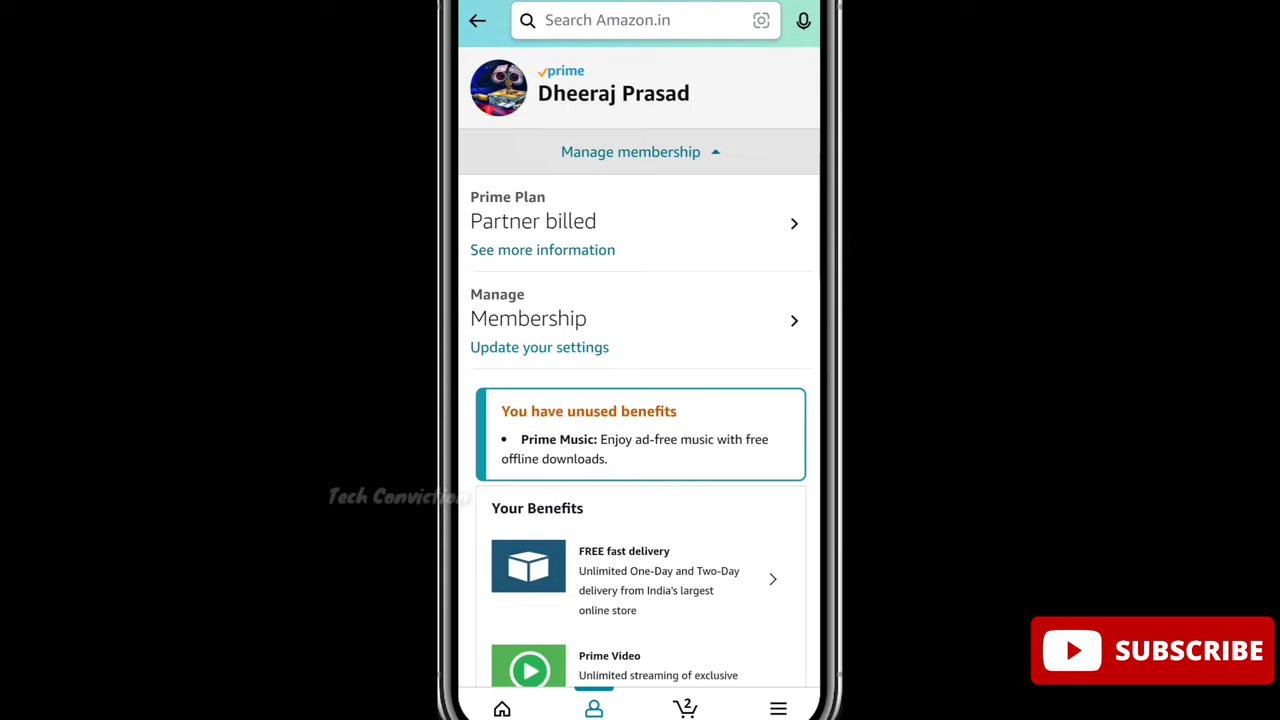 Search Amazon.in
prime
Dheeraj Prasad
Manage membership
Prime Plan
Partner billed
See more information
Manage
Membership
Update your settings
You have unused benefits
• Prime Music: Enjoy ad-free music with free
offline downloads.
Tech Conviction
Your Benefits
FREE fast delivery
Unlimited One-Day and Two-Day
delivery from India's largest
online store
Prime Video
Unlimited streaming of exclusive
SUBSCRIBE
2